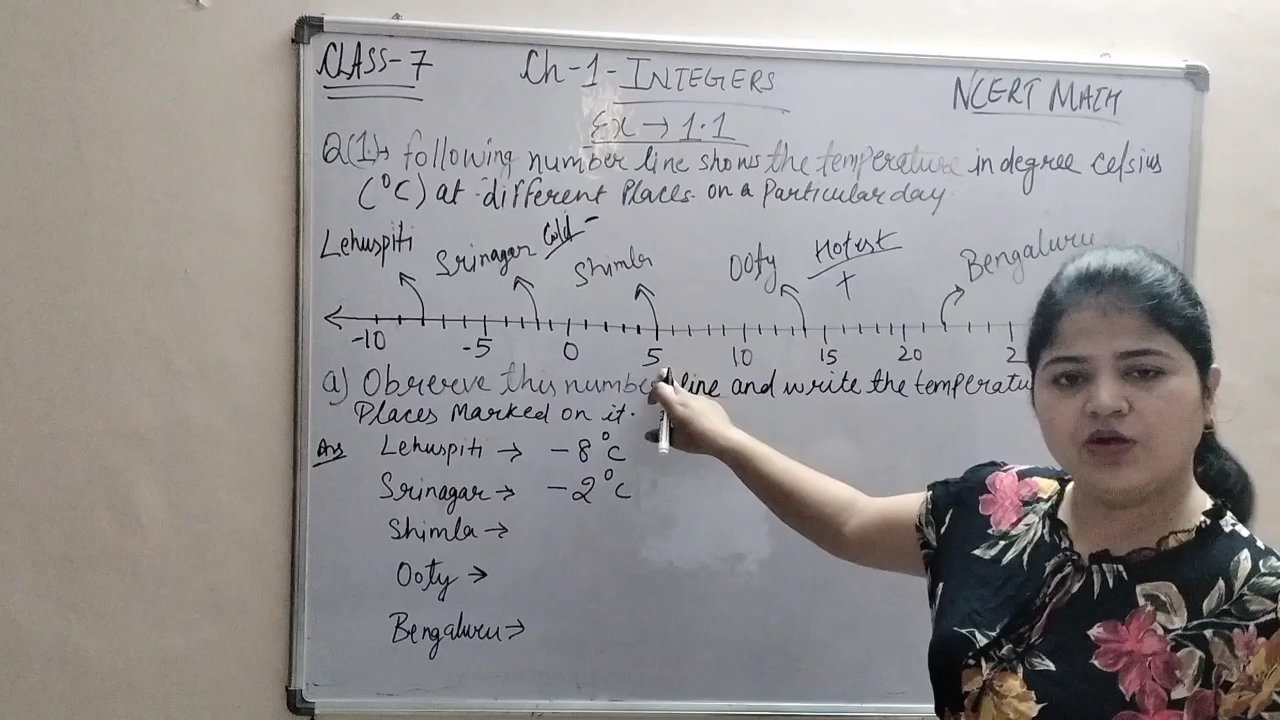 CLASS-7 Ch-1-INTEGERS NCERT MATH
Ex → 1.1
Q(1)→ following number line shows the temperature in degree celsius
(°C) at different Places on a Particular day.
Lehuspiti Srinagar Cold - Shimla Ooty Hotest + Bengaluru
-10 -5 0 5 10 15 20 2
a) Observe this number line and write the temperatu
Places Marked on it.
Ans Lehuspiti → -8°C
Srinagar → -2°C
Shimla →
Ooty →
Bengaluru →